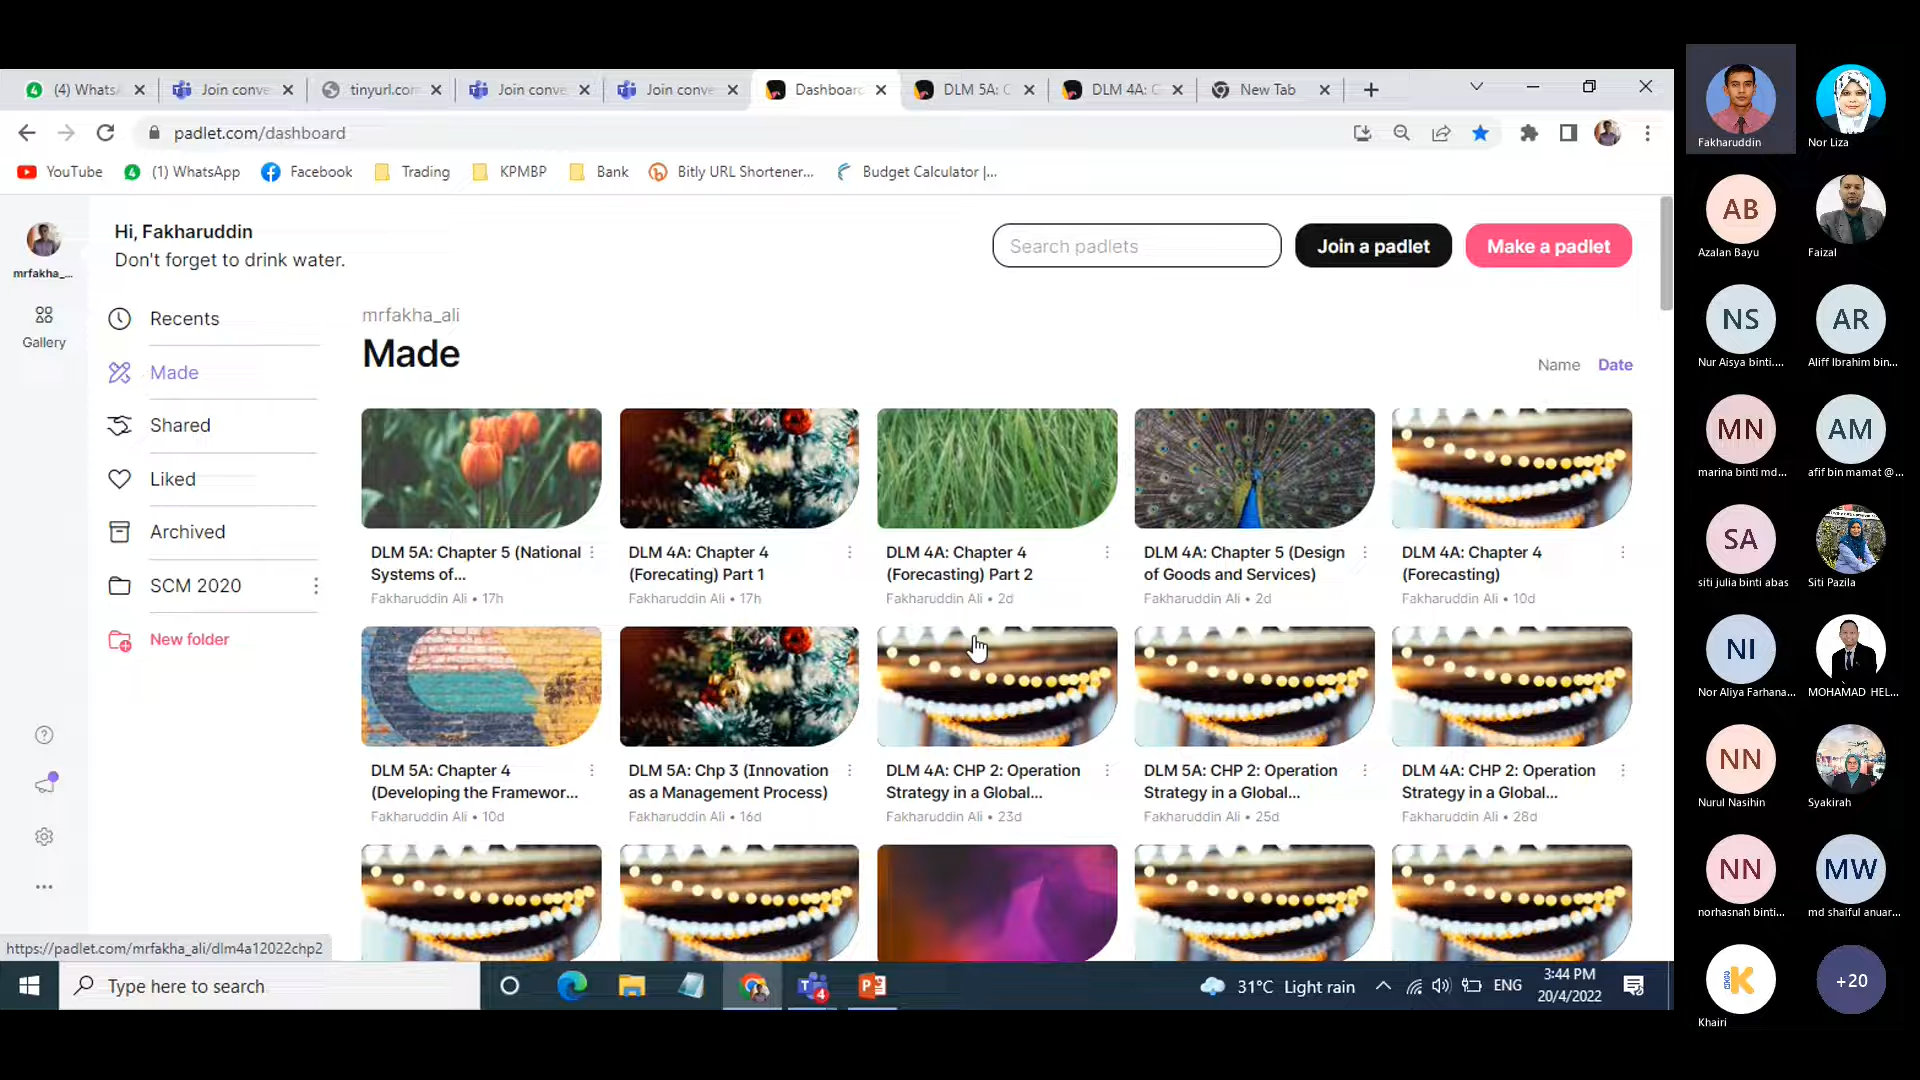 (4) Whats
Join conve
tinyurl.com
Join conve
Join conve
Dashboard
DLM 5A: C
DLM 4A: C
New Tab
padlet.com/dashboard
YouTube
(1) WhatsApp
Facebook
Trading
KPMBP
Bank
Bitly URL Shortener...
Budget Calculator |...
mrfakha_...
Gallery
Hi, Fakharuddin
Don't forget to drink water.
Search padlets
Join a padlet
Make a padlet
Recents
Made
Shared
Liked
Archived
SCM 2020
New folder
mrfakha_ali
Made
Name
Date
DLM 5A: Chapter 5 (National
Systems of...
Fakharuddin Ali • 17h
DLM 4A: Chapter 4
(Forecating) Part 1
Fakharuddin Ali • 17h
DLM 4A: Chapter 4
(Forecasting) Part 2
Fakharuddin Ali • 2d
DLM 4A: Chapter 5 (Design
of Goods and Services)
Fakharuddin Ali • 2d
DLM 4A: Chapter 4
(Forecasting)
Fakharuddin Ali • 10d
DLM 5A: Chapter 4
(Developing the Framewor...
Fakharuddin Ali • 10d
DLM 5A: Chp 3 (Innovation
as a Management Process)
Fakharuddin Ali • 16d
DLM 4A: CHP 2: Operation
Strategy in a Global...
Fakharuddin Ali • 23d
DLM 5A: CHP 2: Operation
Strategy in a Global...
Fakharuddin Ali • 25d
DLM 4A: CHP 2: Operation
Strategy in a Global...
Fakharuddin Ali • 28d
https://padlet.com/mrfakha_ali/dlm4a12022chp2
Type here to search
4
31°C Light rain
ENG
3:44 PM
20/4/2022
Fakharuddin
Nor Liza
AB
Azalan Bayu
Faizal
NS
Nur Aisya binti....
AR
Aliff Ibrahim bin...
MN
marina binti md...
AM
afif bin mamat @...
SA
siti julia binti abas
Siti Pazila
NI
Nor Aliya Farhana...
MOHAMAD HEL...
NN
Nurul Nasihin
Syakirah
NN
norhasnah binti...
MW
md shaiful anuar...
K
Khairi
+20